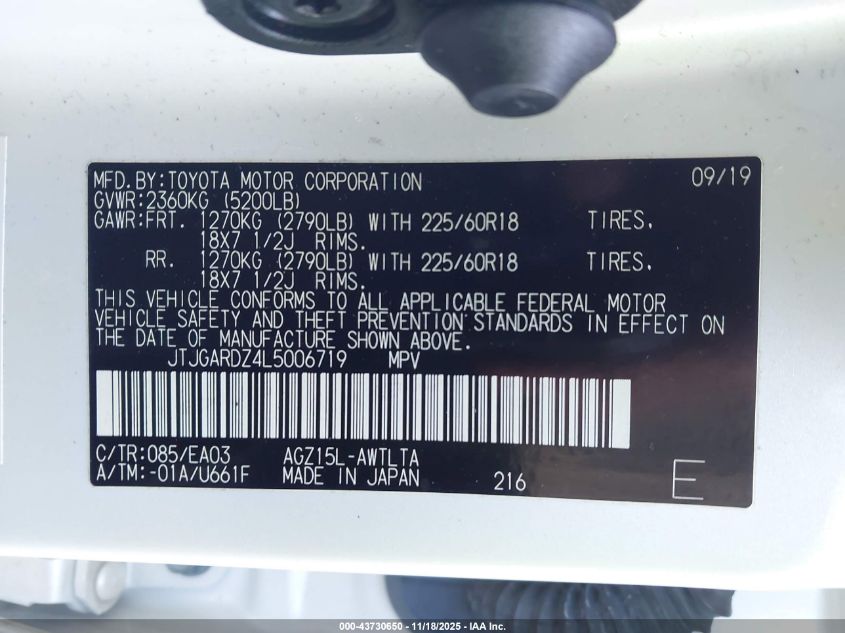 MFD.BY:TOYOTA MOTOR CORPORATION 09/19
GVWR:2360KG (5200LB)
GAWR:FRT. 1270KG (2790LB) WITH 225/60R18 TIRES.
18X7 1/2J RIMS.
RR. 1270KG (2790LB) WITH 225/60R18 TIRES.
18X7 1/2J RIMS.
THIS VEHICLE CONFORMS TO ALL APPLICABLE FEDERAL MOTOR
VEHICLE SAFETY AND THEFT PREVENTION STANDARDS IN EFFECT ON
THE DATE OF MANUFACTURE SHOWN ABOVE.
JTJGARDZ4L5006719 MPV
C/TR:085/EA03 AGZ15L-AWTLTA
A/TM:-01A/U661F MADE IN JAPAN 216 E
000-43730650 - 11/18/2025 - IAA Inc.